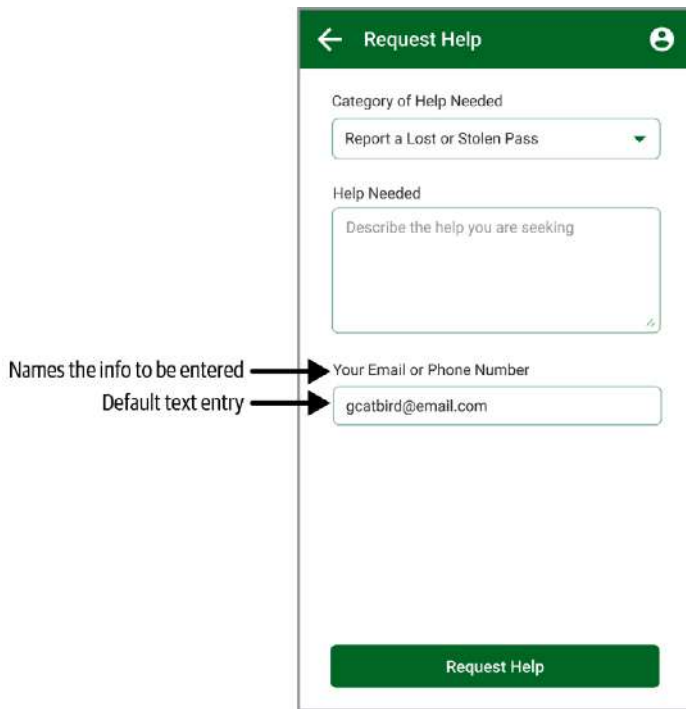 Request Help
Category of Help Needed
Report a Lost or Stolen Pass
Help Needed
Describe the help you are seeking
Names the info to be entered
Your Email or Phone Number
Default text entry
gcatbird@email.com
Request Help